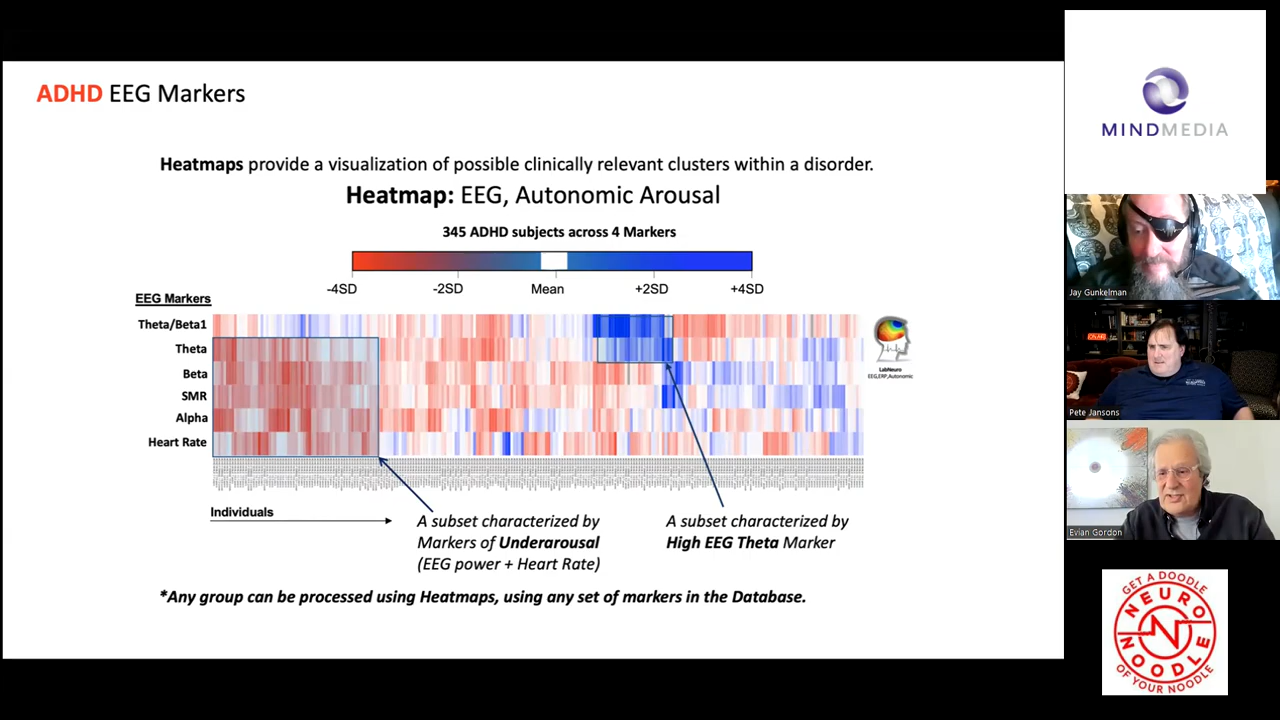 ADHD EEG Markers
Heatmaps provide a visualization of possible clinically relevant clusters within a disorder.
Heatmap: EEG, Autonomic Arousal
345 ADHD subjects across 4 Markers
-4SD -2SD Mean +2SD +4SD
EEG Markers
Theta/Beta1
Theta
Beta
SMR
Alpha
Heart Rate
LabNeuro
EEG,ERP,Autonomic
Individuals
A subset characterized by
Markers of Underarousal
(EEG power + Heart Rate)
A subset characterized by
High EEG Theta Marker
*Any group can be processed using Heatmaps, using any set of markers in the Database.
MINDMEDIA
Jay Gunkelman
Pete Jansons
Evian Gordon
GET A DOODLE
NEURO
N
NOODLE
OF YOUR NOODLE